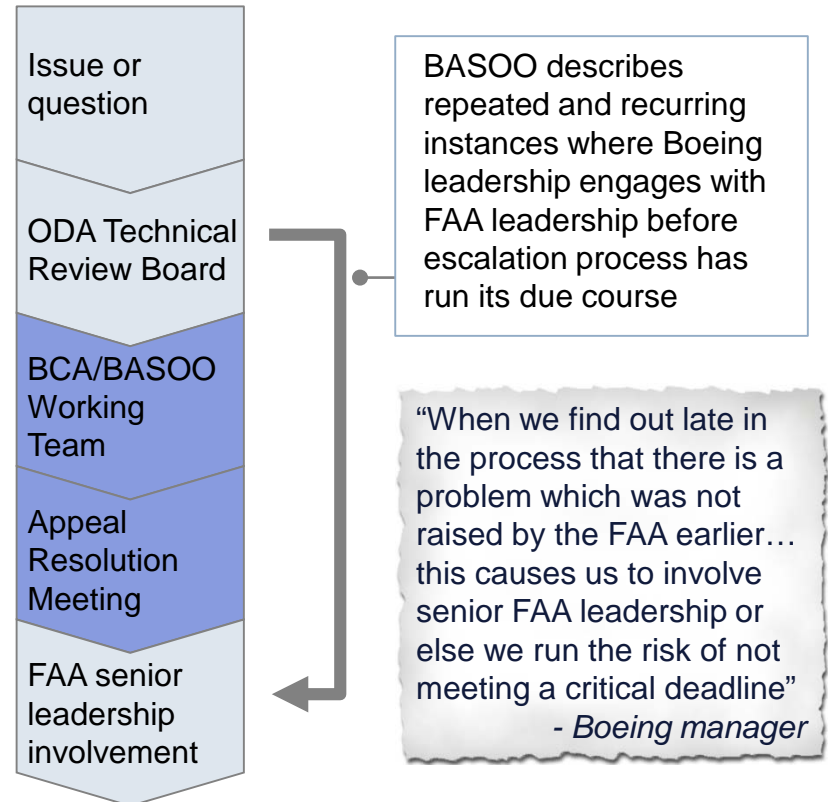 Issue or
question
ODA Technical
Review Board
BCA/BASOO
Working
Team
Appeal
Resolution
Meeting
FAA senior
leadership
involvement
BASOO describes
repeated and recurring
instances where Boeing
leadership engages with
FAA leadership before
escalation process has
run its due course
“When we find out late in
the process that there is a
problem which was not
raised by the FAA earlier…
this causes us to involve
senior FAA leadership or
else we run the risk of not
meeting a critical deadline”
- Boeing manager